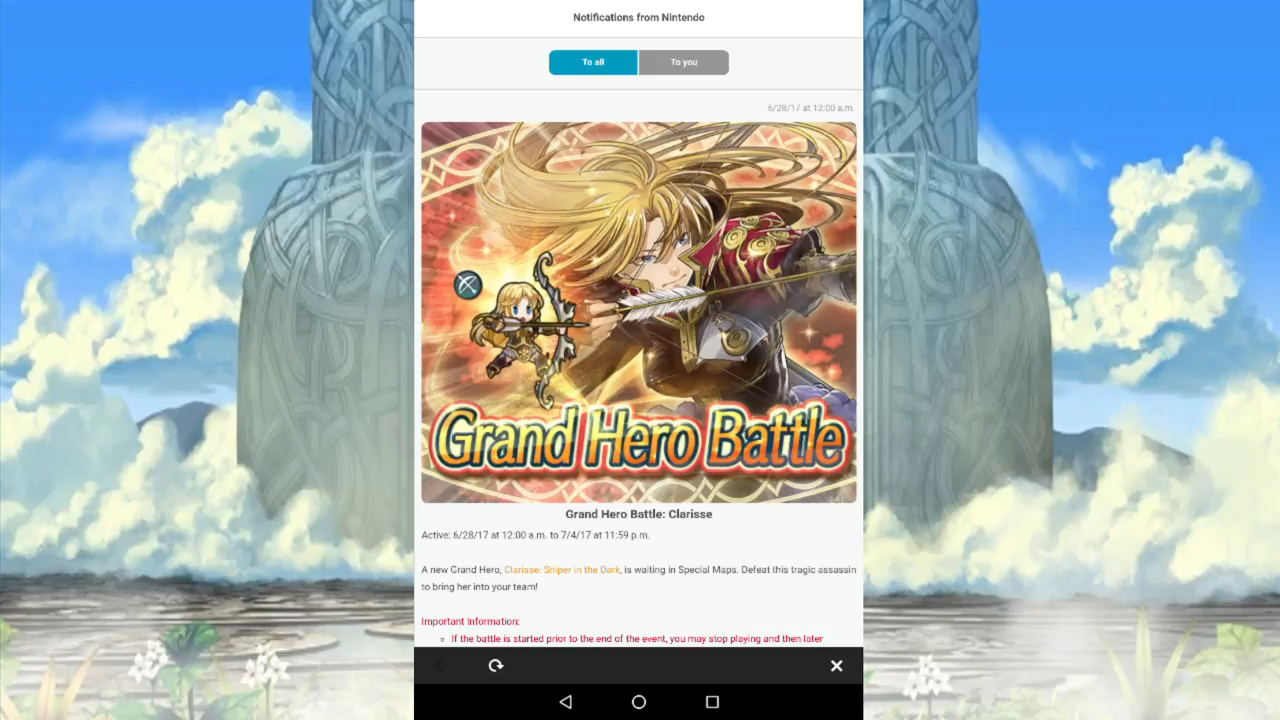 Notifications from Nintendo
To all
To you
6/28/17 at 12:00 a.m.
Grand Hero Battle
Grand Hero Battle: Clarisse
Active: 6/28/17 at 12:00 a.m. to 7/4/17 at 11:59 p.m.
A new Grand Hero, Clarisse: Sniper in the Dark, is waiting in Special Maps. Defeat this tragic assassin
to bring her into your team!
Important Information:
If the battle is started prior to the end of the event, you may stop playing and then later